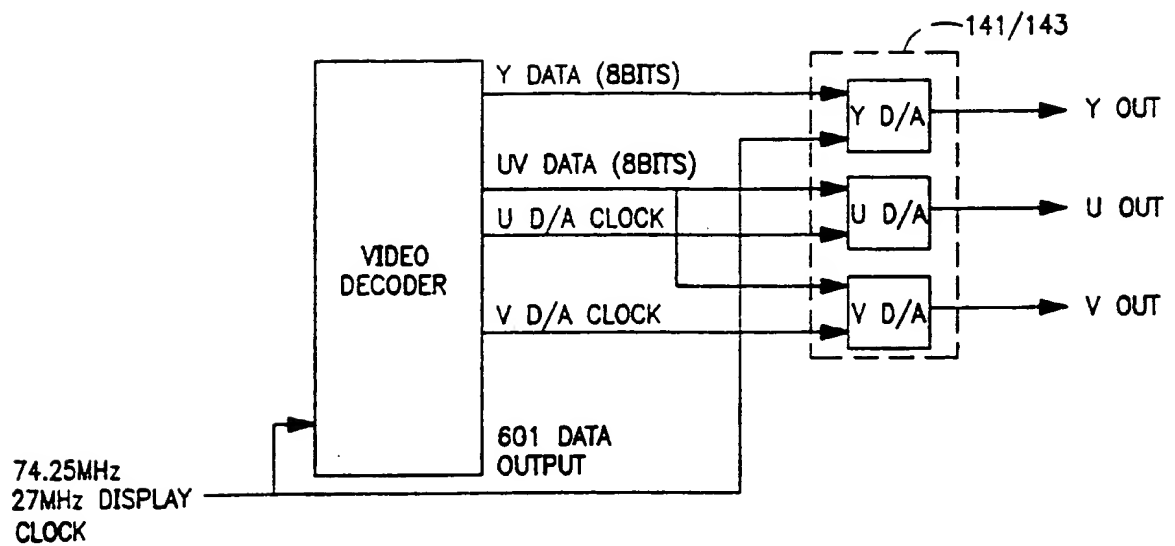 141/143
Y DATA (8BITS)
Y D/A
Y OUT
UV DATA (8BITS)
U D/A
U OUT
U D/A CLOCK
VIDEO
DECODER
V D/A CLOCK
V D/A
V OUT
601 DATA
OUTPUT
74.25MHz
27MHz DISPLAY
CLOCK